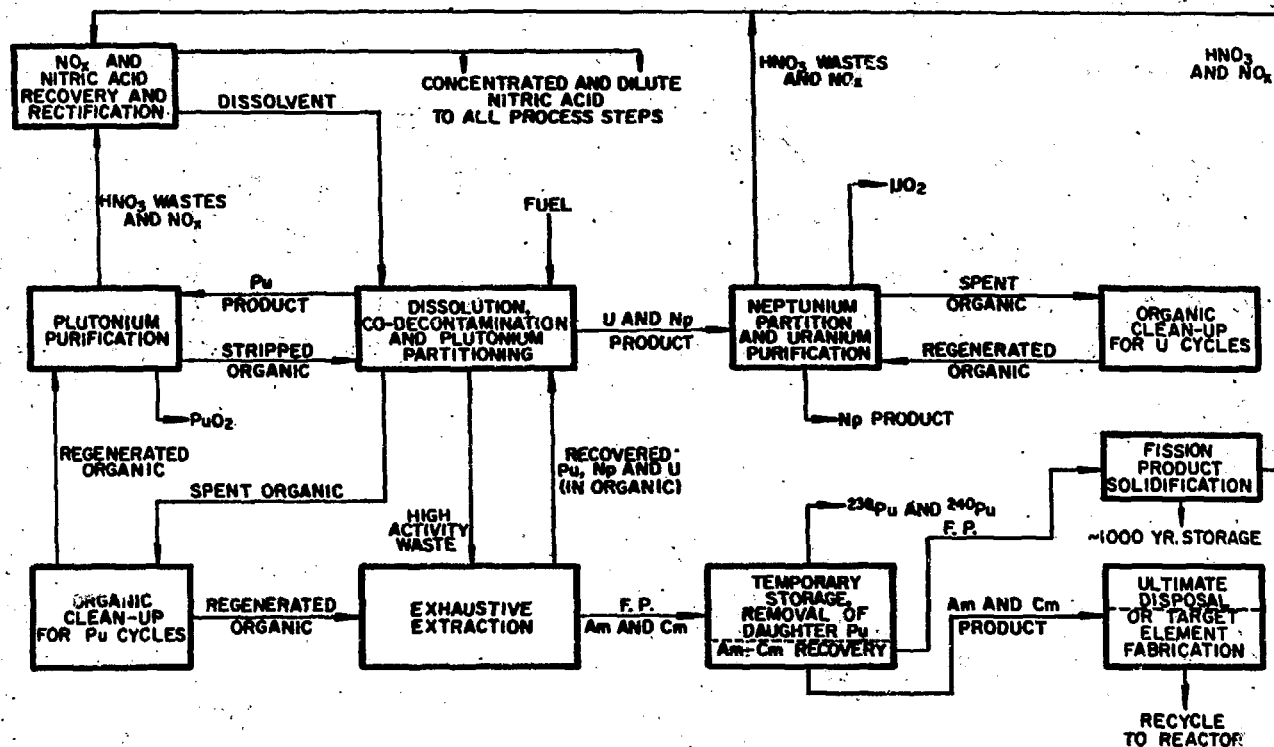 NOx AND
NITRIC ACID
RECOVERY AND
RECTIFICATION
DISSOLVENT
CONCENTRATED AND DILUTE
NITRIC ACID
TO ALL PROCESS STEPS
HNO3 WASTES
AND NOx
HNO3
AND NOx
HNO3 WASTES
AND NOx
FUEL
UO2
PLUTONIUM
PURIFICATION
Pu
PRODUCT
STRIPPED
ORGANIC
DISSOLUTION,
CO-DECONTAMINATION
AND PLUTONIUM
PARTITIONING
U AND Np
PRODUCT
NEPTUNIUM
PARTITION
AND URANIUM
PURIFICATION
SPENT
ORGANIC
REGENERATED
ORGANIC
ORGANIC
CLEAN-UP
FOR U CYCLES
PuO2
Np PRODUCT
REGENERATED
ORGANIC
SPENT ORGANIC
HIGH
ACTIVITY
WASTE
RECOVERED
Pu, Np AND U
(IN ORGANIC)
238Pu AND 240Pu
F. P.
FISSION
PRODUCT
SOLIDIFICATION
~1000 YR. STORAGE
ORGANIC
CLEAN-UP
FOR Pu CYCLES
REGENERATED
ORGANIC
EXHAUSTIVE
EXTRACTION
F. P.
Am AND Cm
TEMPORARY
STORAGE,
REMOVAL OF
DAUGHTER Pu
Am-Cm RECOVERY
Am AND Cm
PRODUCT
ULTIMATE
DISPOSAL
OR TARGET
ELEMENT
FABRICATION
RECYCLE
TO REACTOR